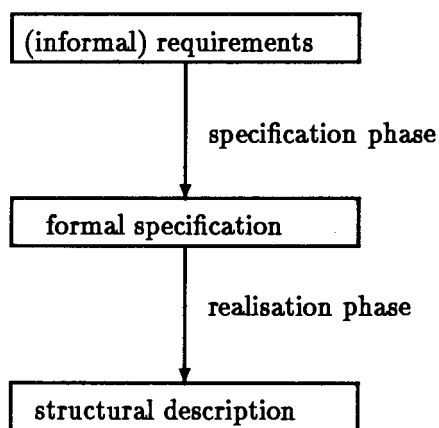 (informal) requirements
specification phase
formal specification
realisation phase
structural description